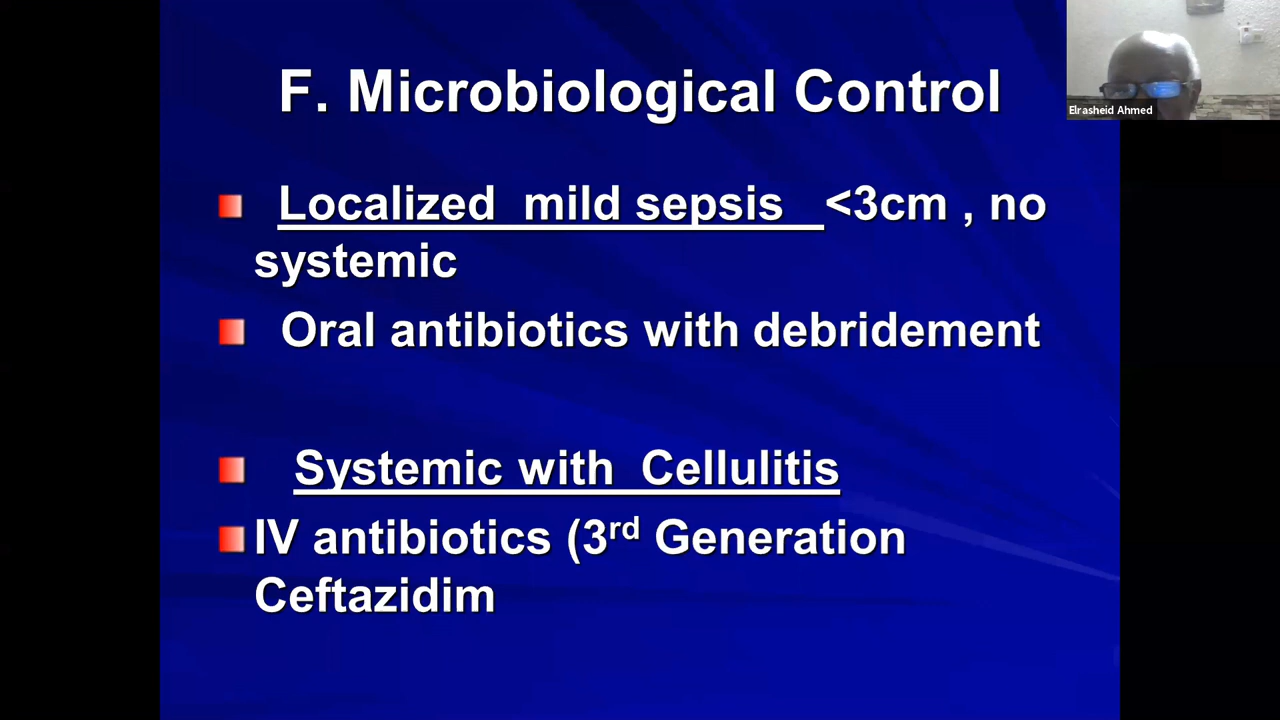 F. Microbiological Control
Elrasheid Ahmed
Localized mild sepsis <3cm , no
systemic
Oral antibiotics with debridement
Systemic with Cellulitis
IV antibiotics (3rd Generation
Ceftazidim